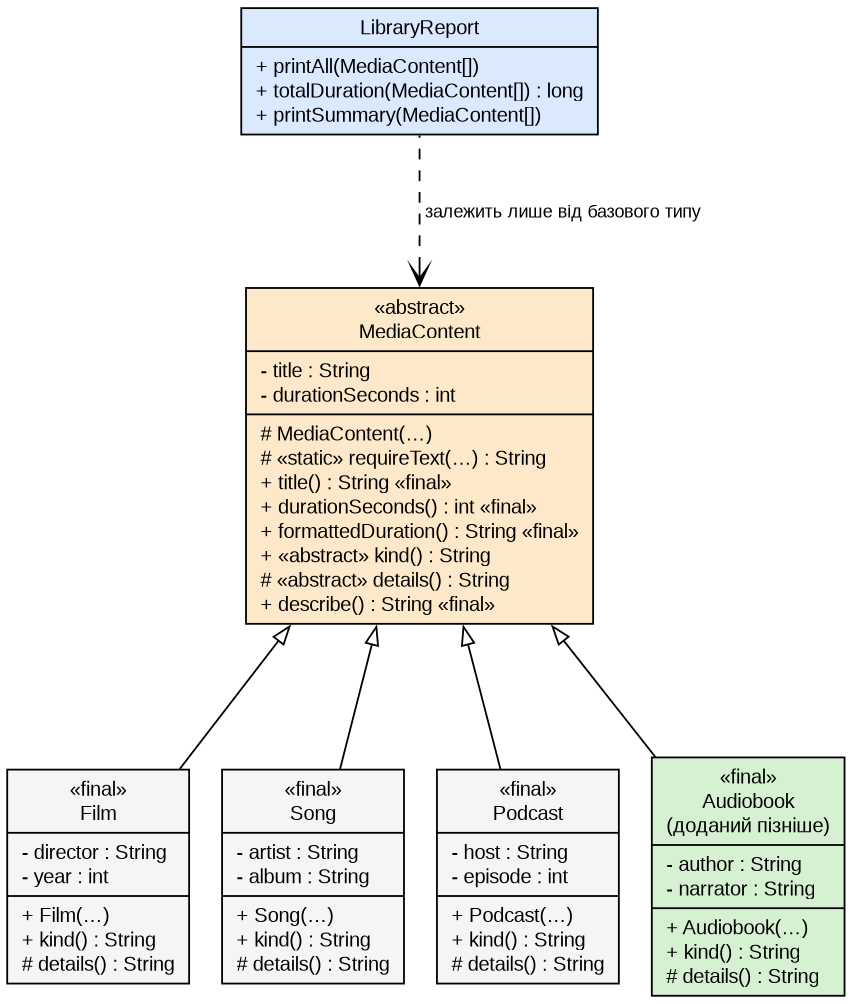 LibraryReport
+ printAll(MediaContent[])
+ totalDuration(MediaContent[]) : long
+ printSummary(MediaContent[])
залежить лише від базового типу
«abstract»
MediaContent
- title : String
- durationSeconds : int
# MediaContent(…)
# «static» requireText(…) : String
+ title() : String «final»
+ durationSeconds() : int «final»
+ formattedDuration() : String «final»
+ «abstract» kind() : String
# «abstract» details() : String
+ describe() : String «final»
«final»
Film
- director : String
- year : int
+ Film(…)
+ kind() : String
# details() : String
«final»
Song
- artist : String
- album : String
+ Song(…)
+ kind() : String
# details() : String
«final»
Podcast
- host : String
- episode : int
+ Podcast(…)
+ kind() : String
# details() : String
«final»
Audiobook
(доданий пізніше)
- author : String
- narrator : String
+ Audiobook(…)
+ kind() : String
# details() : String